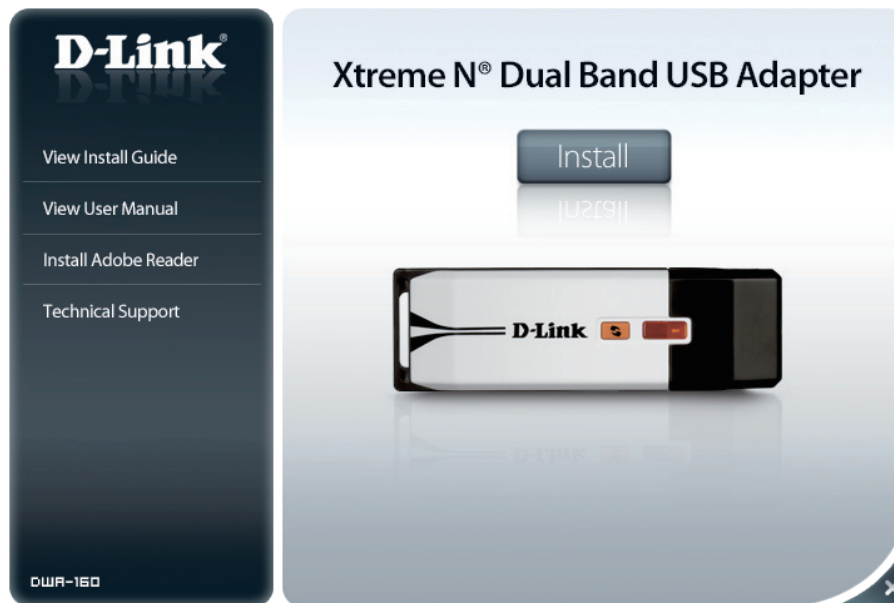 D-Link®
View Install Guide
View User Manual
Install Adobe Reader
Technical Support
DWA-160
Xtreme N® Dual Band USB Adapter
Install
D-Link